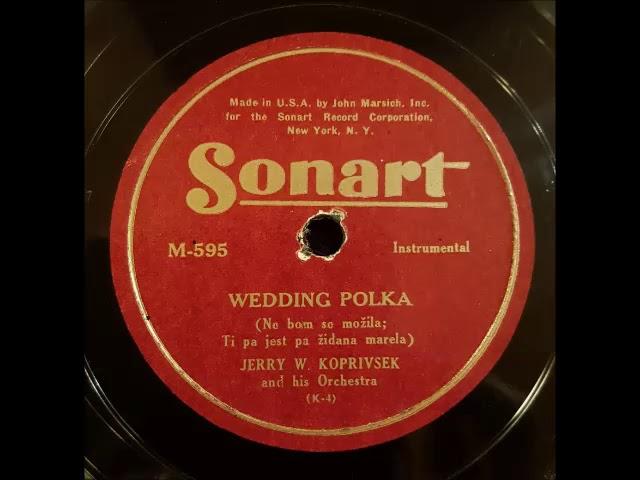 Made in U.S.A. by John Marsich, Inc.
for the Sonart Record Corporation,
New York, N. Y.
Sonart
M-595
Instrumental
WEDDING POLKA
(Ne bom se možila;
Ti pa jest pa židana marela)
JERRY W. KOPRIVSEK
and his Orchestra
(K-4)